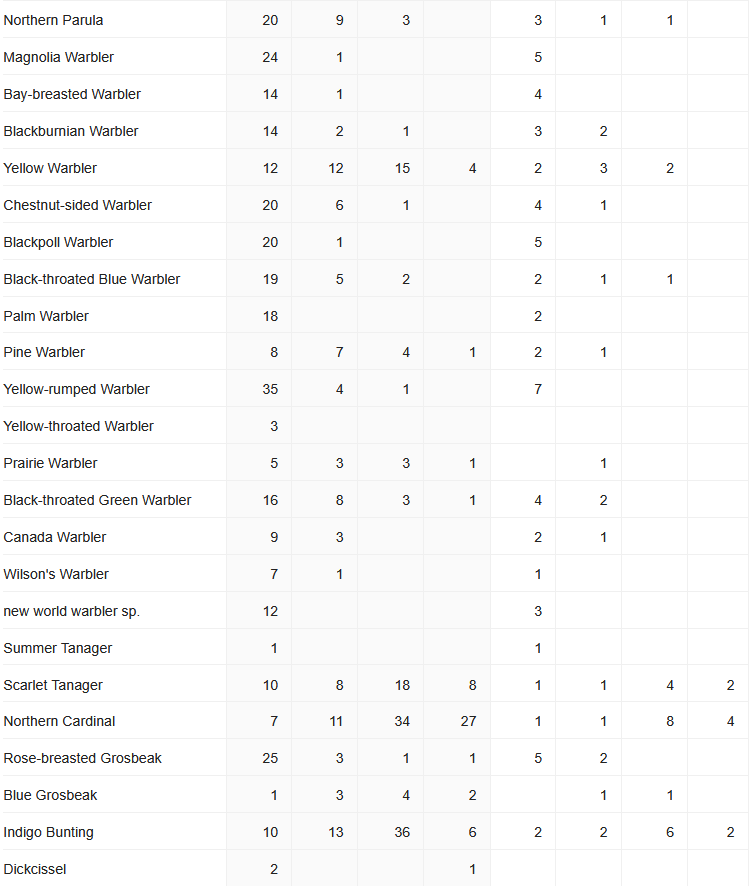 Northern Parula 20 9 3 3 1 1
Magnolia Warbler 24 1 5
Bay-breasted Warbler 14 1 4
Blackburnian Warbler 14 2 1 3 2
Yellow Warbler 12 12 15 4 2 3 2
Chestnut-sided Warbler 20 6 1 4 1
Blackpoll Warbler 20 1 5
Black-throated Blue Warbler 19 5 2 2 1 1
Palm Warbler 18 2
Pine Warbler 8 7 4 1 2 1
Yellow-rumped Warbler 35 4 1 7
Yellow-throated Warbler 3
Prairie Warbler 5 3 3 1 1
Black-throated Green Warbler 16 8 3 1 4 2
Canada Warbler 9 3 2 1
Wilson's Warbler 7 1 1
new world warbler sp. 12 3
Summer Tanager 1 1
Scarlet Tanager 10 8 18 8 1 1 4 2
Northern Cardinal 7 11 34 27 1 1 8 4
Rose-breasted Grosbeak 25 3 1 1 5 2
Blue Grosbeak 1 3 4 2 1 1
Indigo Bunting 10 13 36 6 2 2 6 2
Dickcissel 2 1